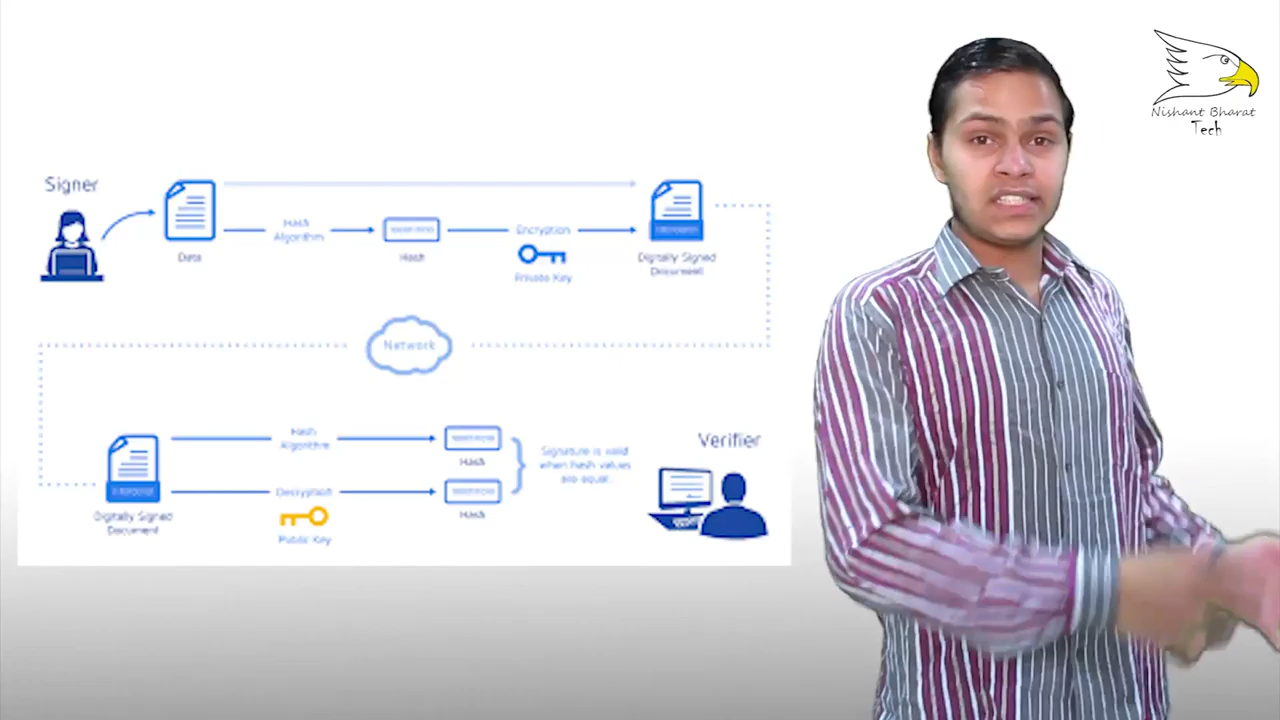 Nishant Bharat
Tech
Signer
Hash
Algorithm
Encryption
Data
Hash
Private Key
Digitally Signed
Document
Network
Hash
Algorithm
Hash
Signature is valid
when hash values
are equal.
Verifier
Decryption
Hash
Digitally Signed
Document
Public Key